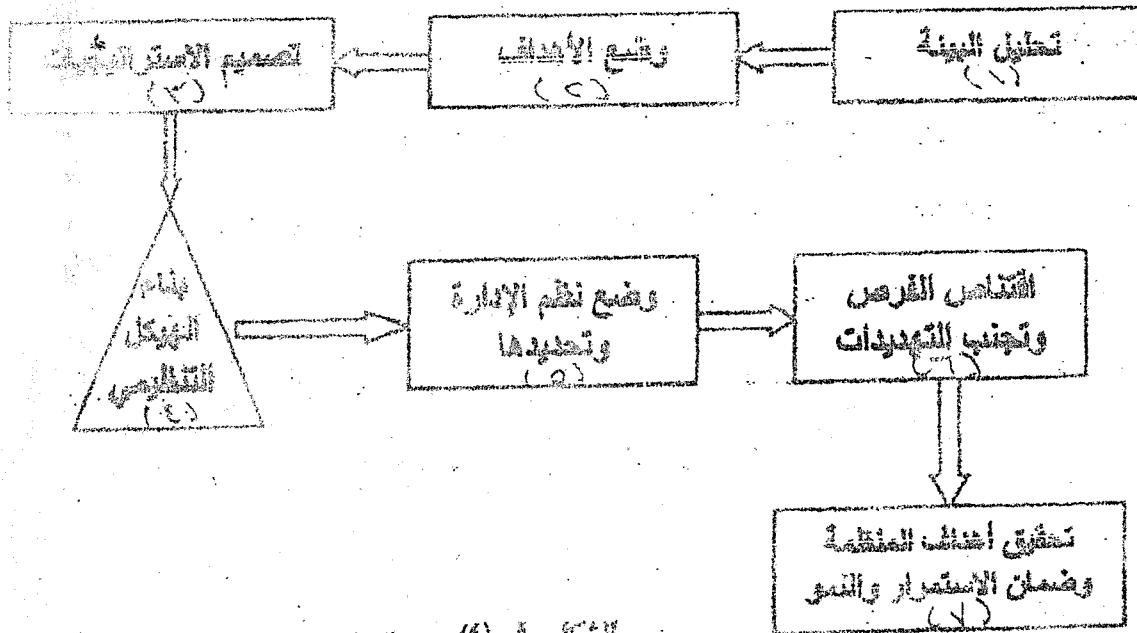 تحليل البيئة
(١)
وضع الأهداف
(٢)
تصميم الاستراتيجيات
(٣)
بناء
الهيكل
التنظيمي
(٤)
وضع نظم الإدارة
وتحديدها
(٥)
اقتناص الفرص
وتجنب التهديدات
(٦)
تحقيق أهداف المنظمة
وضمان الاستمرار والنمو
(٧)